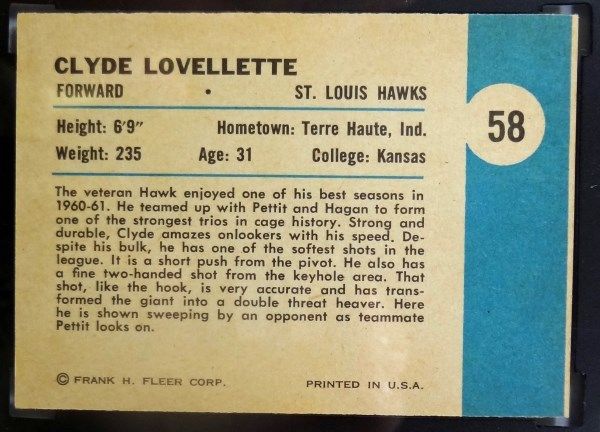 CLYDE LOVELLETTE
FORWARD • ST. LOUIS HAWKS
58
Height: 6'9" Hometown: Terre Haute, Ind.
Weight: 235 Age: 31 College: Kansas
The veteran Hawk enjoyed one of his best seasons in
1960-61. He teamed up with Pettit and Hagan to form
one of the strongest trios in cage history. Strong and
durable, Clyde amazes onlookers with his speed. De-
spite his bulk, he has one of the softest shots in the
league. It is a short push from the pivot. He also has
a fine two-handed shot from the keyhole area. That
shot, like the hook, is very accurate and has trans-
formed the giant into a double threat heaver. Here
he is shown sweeping by an opponent as teammate
Pettit looks on.
© FRANK H. FLEER CORP. PRINTED IN U.S.A.